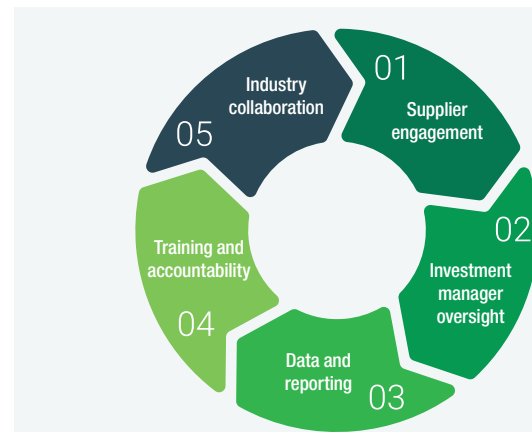 01
Supplier
engagement
02
Investment
manager
oversight
Data and
reporting
03
Training and
accountability
04
Industry
collaboration
05